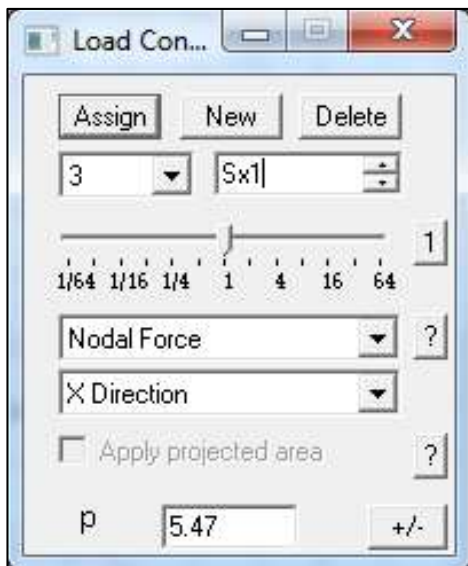 Load Con...
Assign New Delete
3 Sx1
1
1/64 1/16 1/4 1 4 16 64
Nodal Force ?
X Direction
Apply projected area ?
p 5.47 +/-